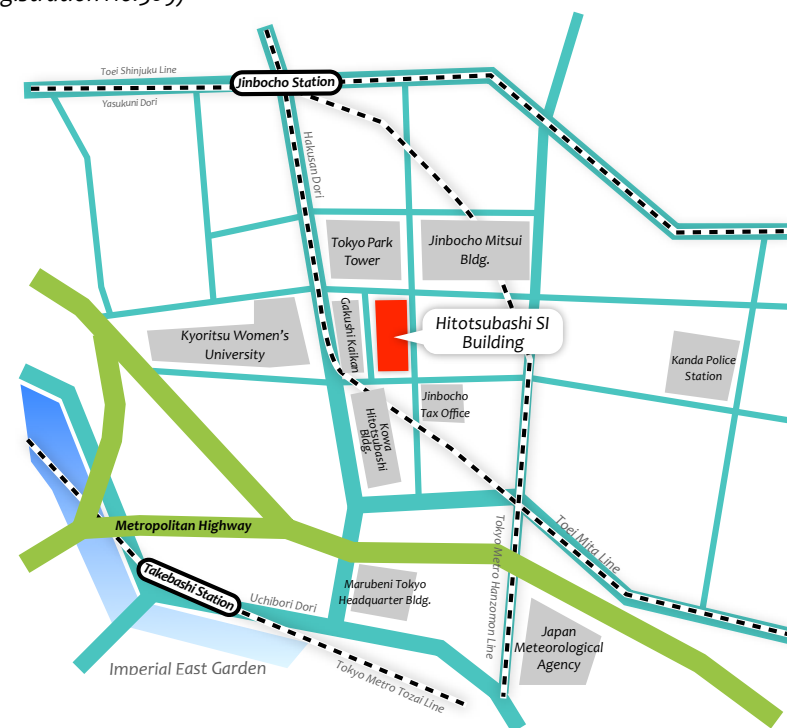 gistration No.3697
Toei Shinjuku Line
Jinbocho Station
Yasukuni Dori
Hakusan Dori
Tokyo Park
Tower
Jinbocho Mitsui
Bldg.
Gakushi Kaikan
Hitotsubashi SI
Building
Kyoritsu Women's
University
Kanda Police
Station
Jinbocho
Tax Office
Kowa
Hitotsubashi
Bldg.
Metropolitan Highway
Toei Mita Line
Tokyo Metro Hanzomon Line
Takebashi Station
Uchibori Dori
Marubeni Tokyo
Headquarter Bldg.
Japan
Meteorological
Agency
Imperial East Garden
Tokyo Metro Tozai Line